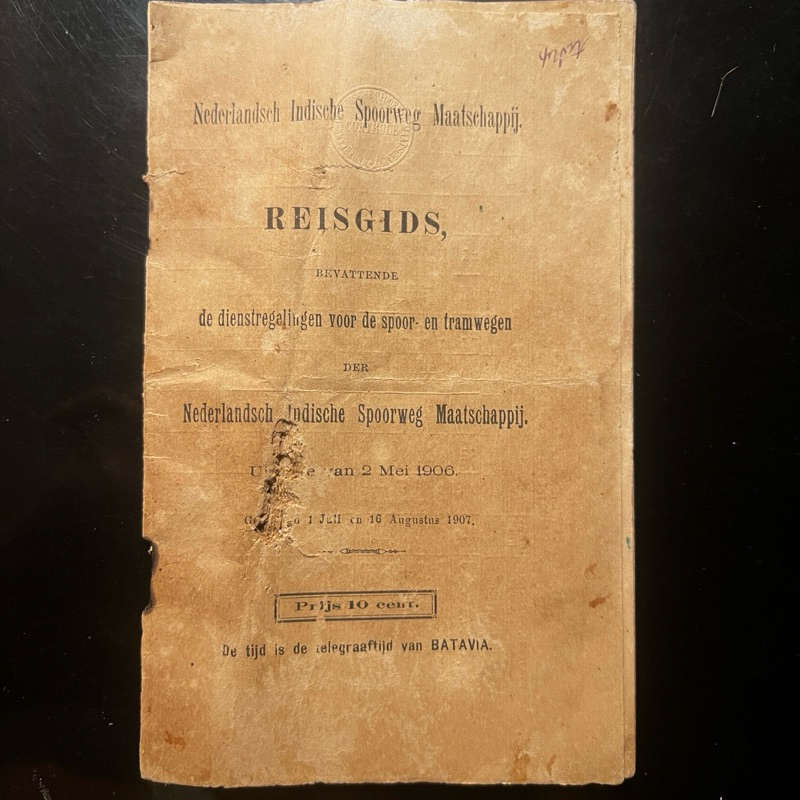 Nederlandsch Indische Spoorweg Maatschappij.
CONTROLE
REISGIDS,
BEVATTENDE
de dienstregelingen voor de spoor- en tramwegen
DER
Nederlandsch Indische Spoorweg Maatschappij.
van 2 Mei 1906.
1 Juli en 16 Augustus 1907.
Prijs 10 cent.
De tijd is de telegraaftijd van BATAVIA.